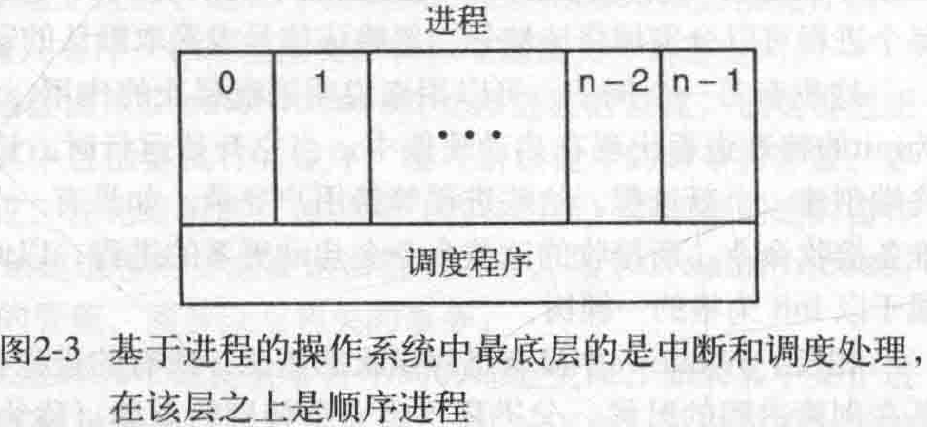 进程
0 1 ... n-2 n-1
调度程序
图2-3 基于进程的操作系统中最底层的是中断和调度处理，
在该层之上是顺序进程